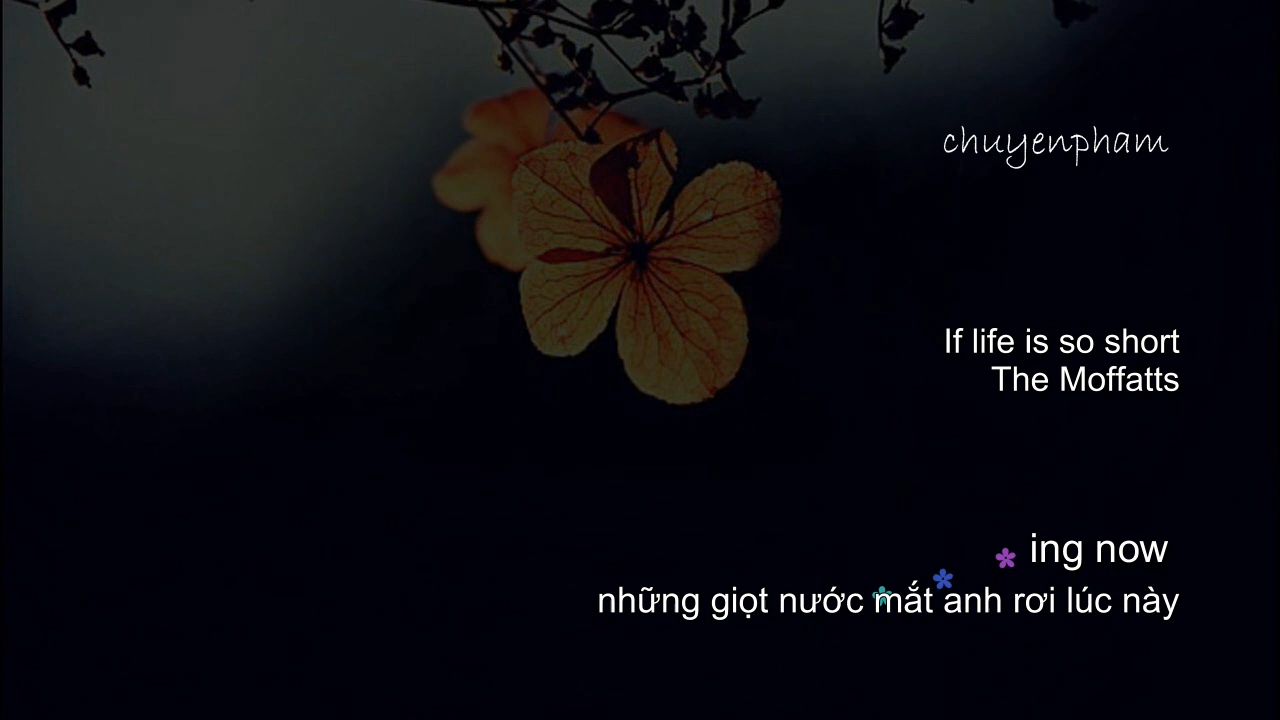 chuyenpham
If life is so short
The Moffatts
ing now
những giọt nước mắt anh rơi lúc này